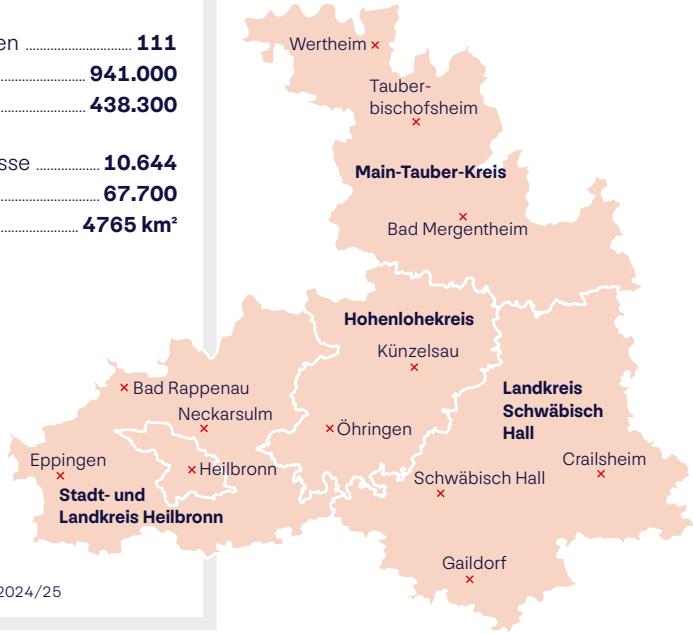 en 111
941.000
438.300
sse 10.644
67.700
4765 km²
2024/25
Wertheim
Tauber-
bischofsheim
Main-Tauber-Kreis
Bad Mergentheim
Hohenlohekreis
Künzelsau
Bad Rappenau
Neckarsulm
Öhringen
Landkreis
Schwäbisch
Hall
Eppingen
Heilbronn
Crailsheim
Schwäbisch Hall
Stadt- und
Landkreis Heilbronn
Gaildorf